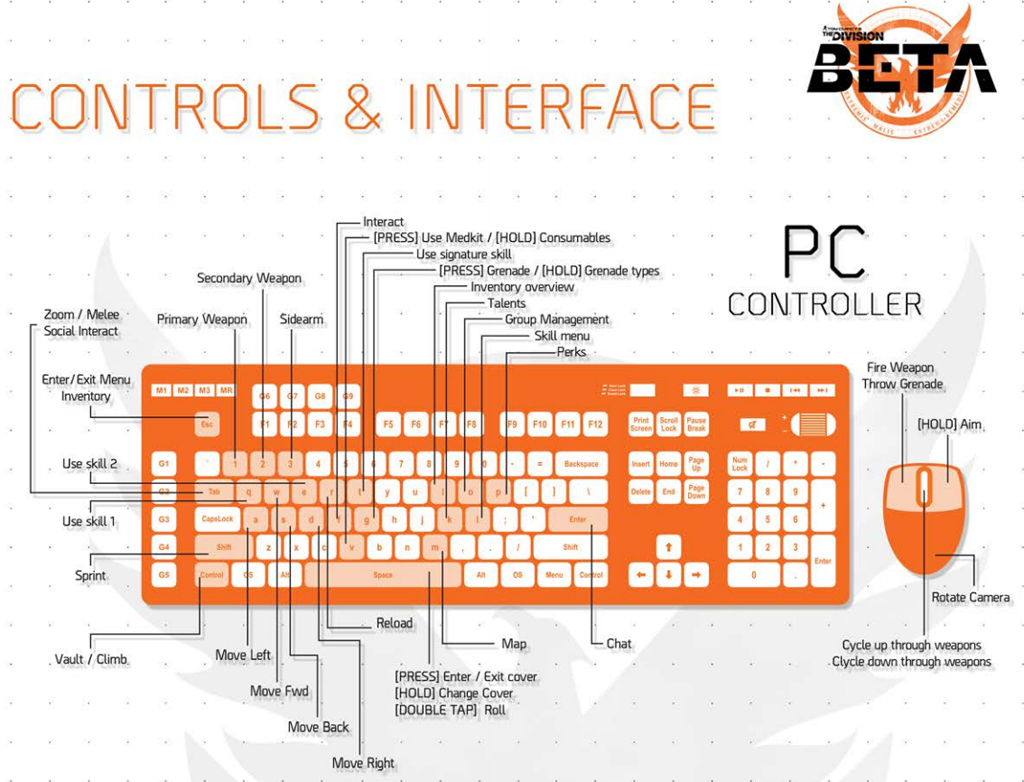 THE DIVISION
BETA
CONTROLS & INTERFACE
PC
CONTROLLER
Interact
[PRESS] Use Medkit / [HOLD] Consumables
Use signature skill
[PRESS] Grenade / [HOLD] Grenade types
Inventory overview
Talents
Group Management
Skill menu
Perks
Secondary Weapon
Primary Weapon
Sidearm
Zoom / Melee
Social Interact
Enter/Exit Menu
Inventory
Use skill 2
Use skill 1
Sprint
Vault / Climb
Move Left
Move Fwd
Move Back
Move Right
Reload
[PRESS] Enter / Exit cover
[HOLD] Change Cover
[DOUBLE TAP] Roll
Map
Chat
Fire Weapon
Throw Grenade
[HOLD] Aim
Rotate Camera
Cycle up through weapons
Clycle down through weapons
M1 M2 M3 MR
G6 G7 G8 G9
Esc F1 F2 F3 F4 F5 F6 F7 F8 F9 F10 F11 F12 Print Screen Scroll Lock Pause Break
G1 ` 1 2 3 4 5 6 7 8 9 0 - = Backspace Insert Home Page Up Num Lock / * -
G2 Tab q w e r t y u i o p [ ] \ Delete End Page Down 7 8 9 +
G3 CapsLock a s d f g h j k l ; ' Enter 4 5 6
G4 Shift z x c v b n m , . / Shift 1 2 3 Enter
G5 Control OS Alt Space Alt OS Menu Control 0 .